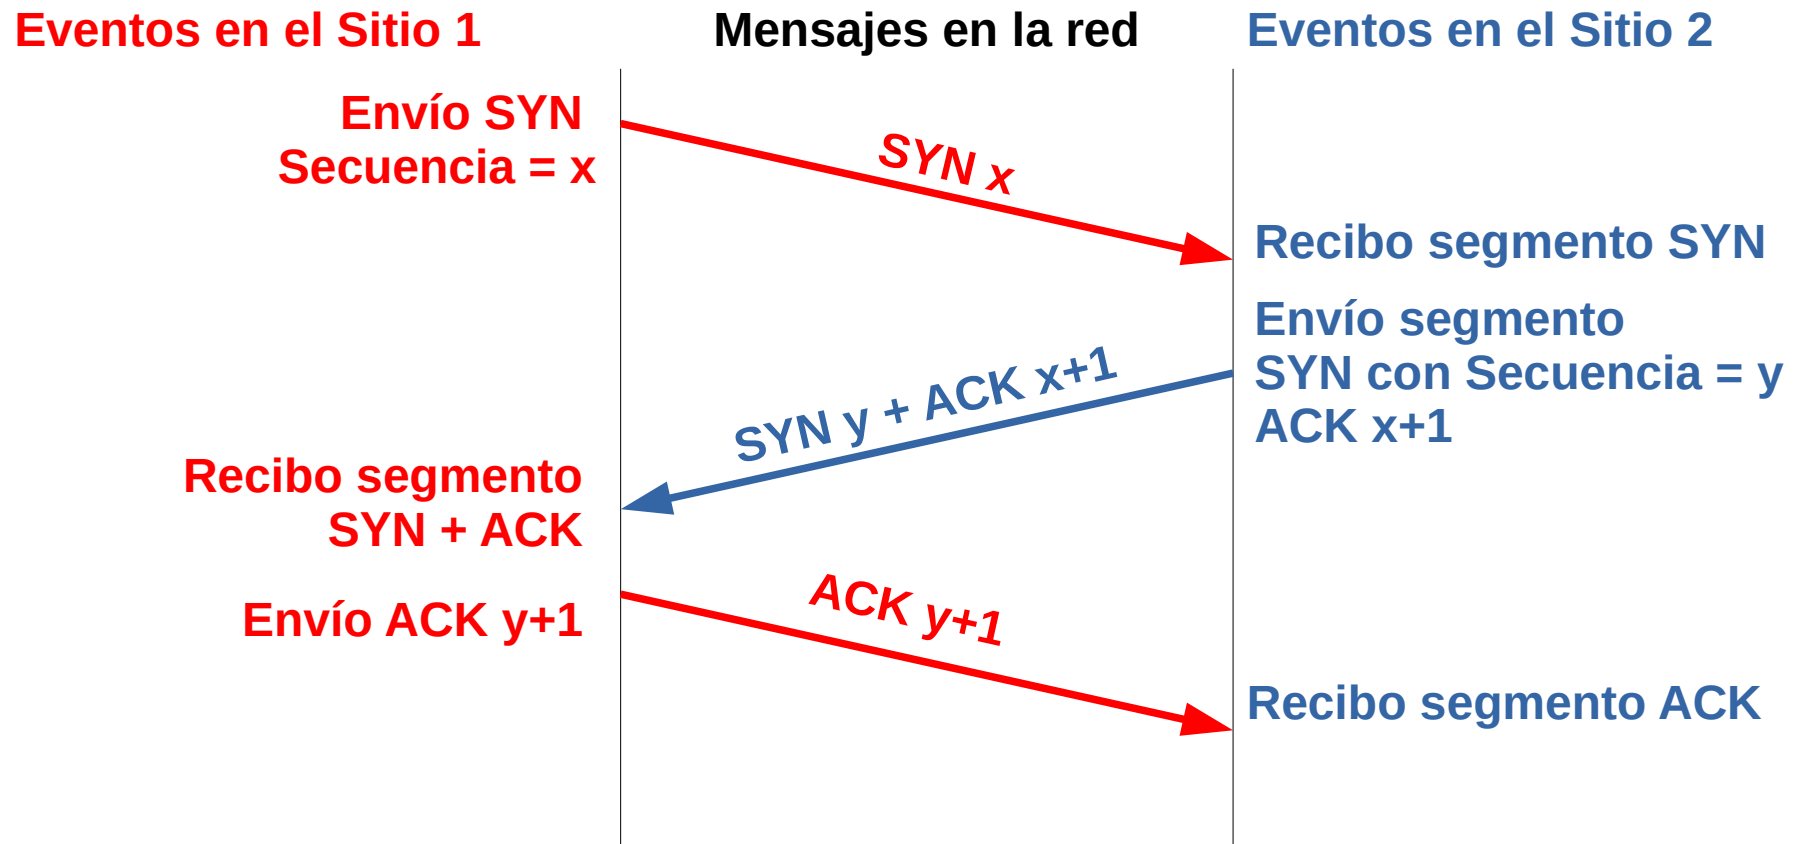 Eventos en el Sitio 1
Mensajes en la red
Eventos en el Sitio 2
Envío SYN
Secuencia = x
SYN x
Recibo segmento SYN
Envío segmento
SYN con Secuencia = y
ACK x+1
SYN y + ACK x+1
Recibo segmento
SYN + ACK
Envío ACK y+1
ACK y+1
Recibo segmento ACK